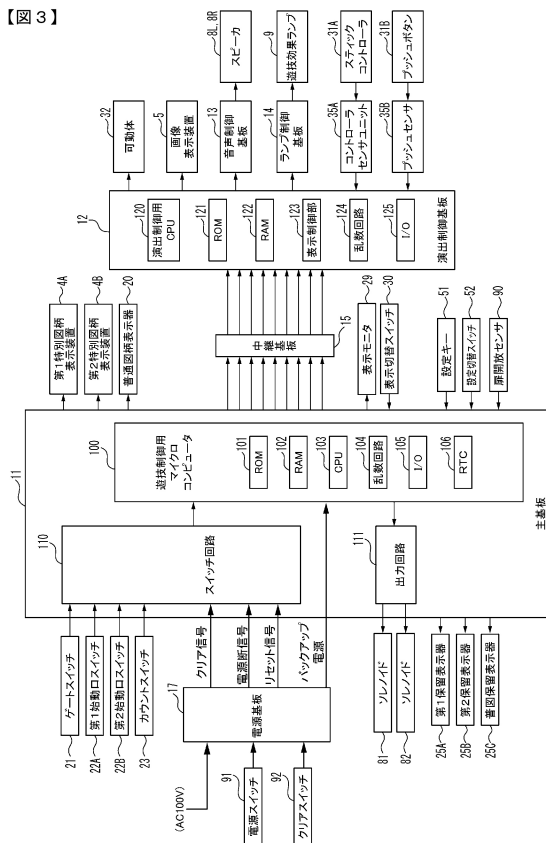 【図３】
32
可動体
5
画像
表示装置
8L、8R
スピーカ
13
音声制御
基板
9
遊技効果ランプ
14
ランプ制御
基板
31A
スティック
コントローラ
35A
コントローラ
センサユニット
31B
プッシュボタン
35B
プッシュセンサ
12
120
演出制御用
CPU
121
ROM
122
RAM
123
表示制御部
124
乱数回路
125
I/O
演出制御基板
4A
第1特別図柄
表示装置
4B
第2特別図柄
表示装置
20
普通図柄表示器
中継基板
15
29
表示モニタ
30
表示切替スイッチ
51
設定キー
52
設定切替スイッチ
90
扉開放センサ
11
100
遊技制御用
マイクロ
コンピュータ
101
ROM
102
RAM
103
CPU
104
乱数回路
105
I/O
106
RTC
主基板
110
スイッチ回路
111
出力回路
クリア信号
電源断信号
リセット信号
バックアップ
電源
ゲートスイッチ
21
第1始動口スイッチ
22A
第2始動口スイッチ
22B
カウントスイッチ
23
17
電源基板
(AC100V)
91
電源スイッチ
92
クリアスイッチ
ソレノイド
81
ソレノイド
82
第1保留表示器
25A
第2保留表示器
25B
普図保留表示器
25C